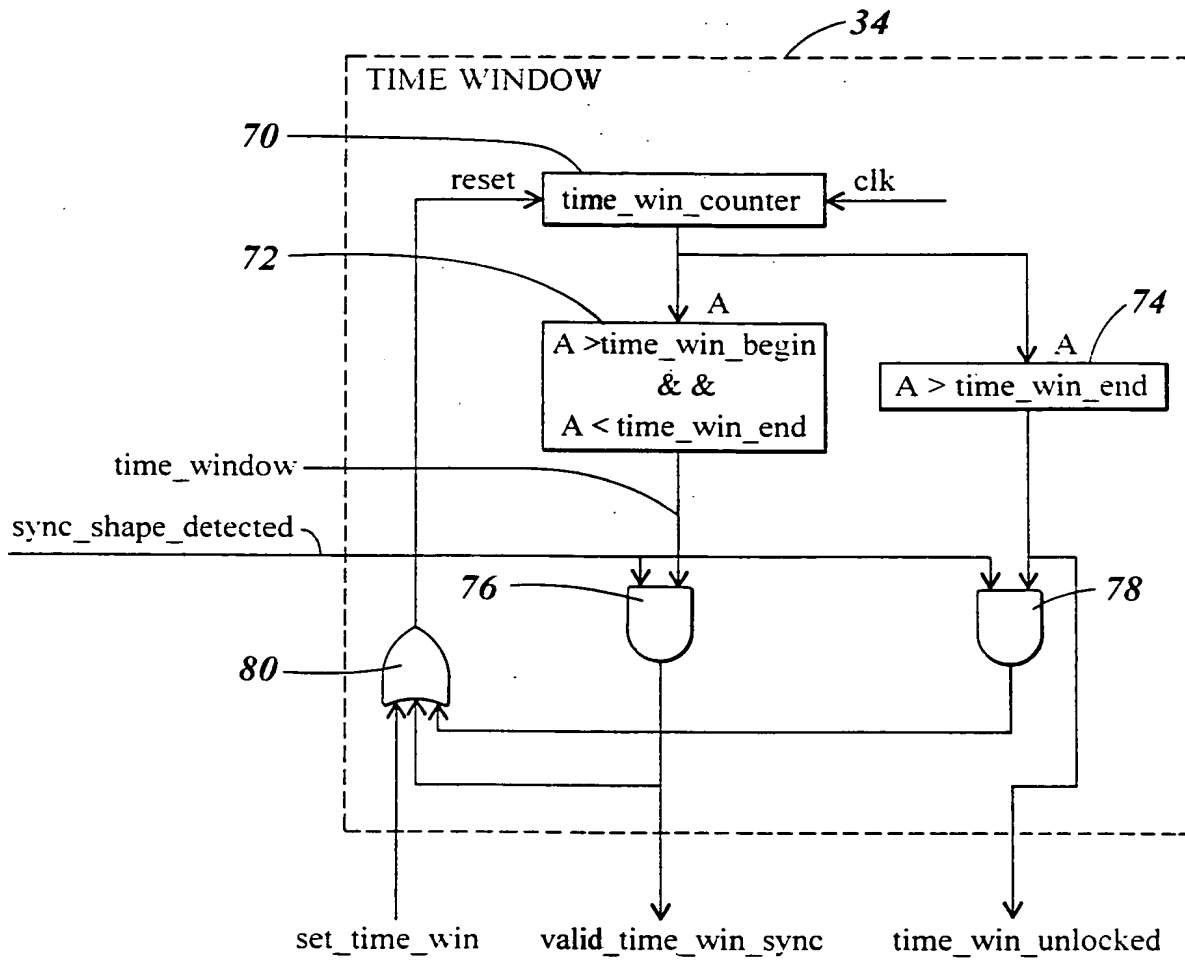 34
TIME WINDOW
70
reset
time_win_counter
clk
72
A
74
A >time_win_begin
& &
A < time_win_end
A
A > time_win_end
time_window
sync_shape_detected
76
78
80
set_time_win
valid_time_win_sync
time_win_unlocked